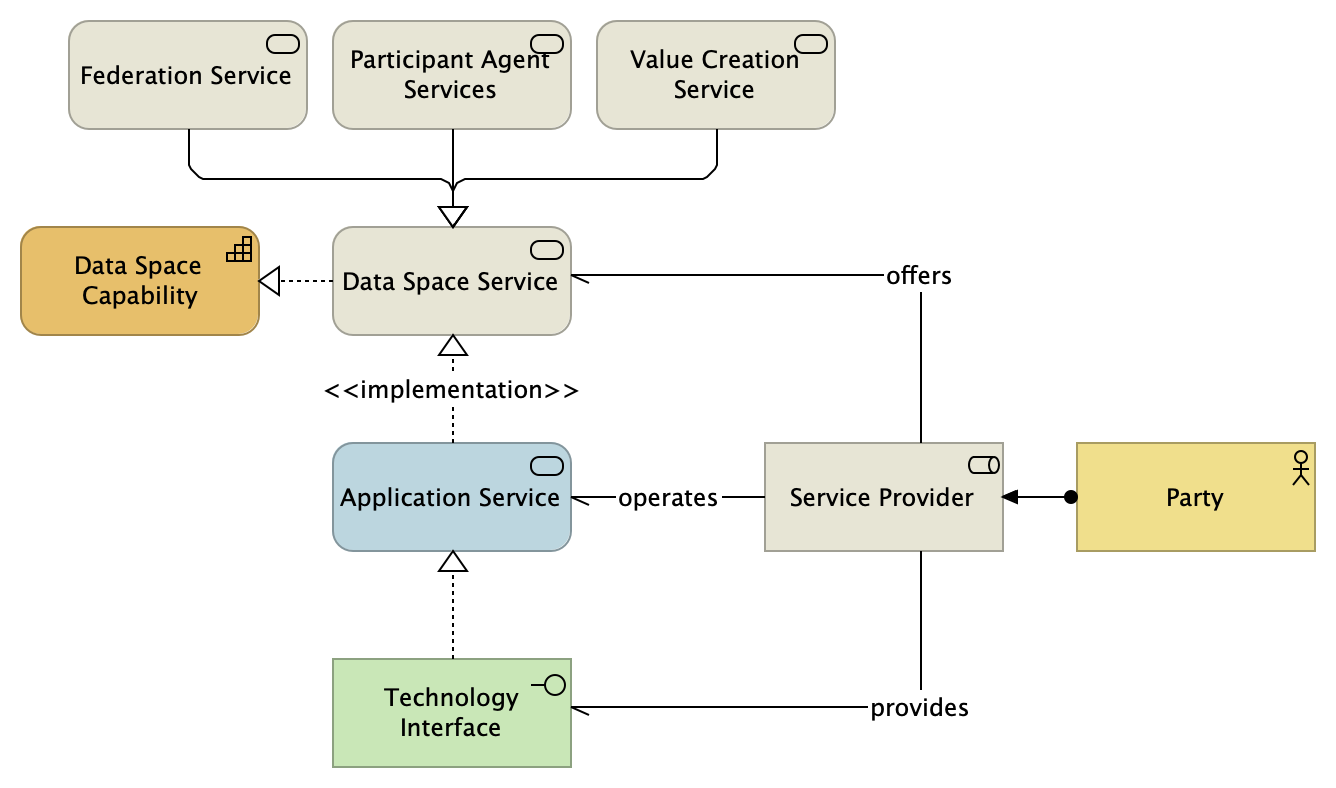 Federation Service
Participant Agent
Services
Value Creation
Service
Data Space
Capability
Data Space Service
offers
<<implementation>>
Application Service
operates
Service Provider
Party
Technology
Interface
provides